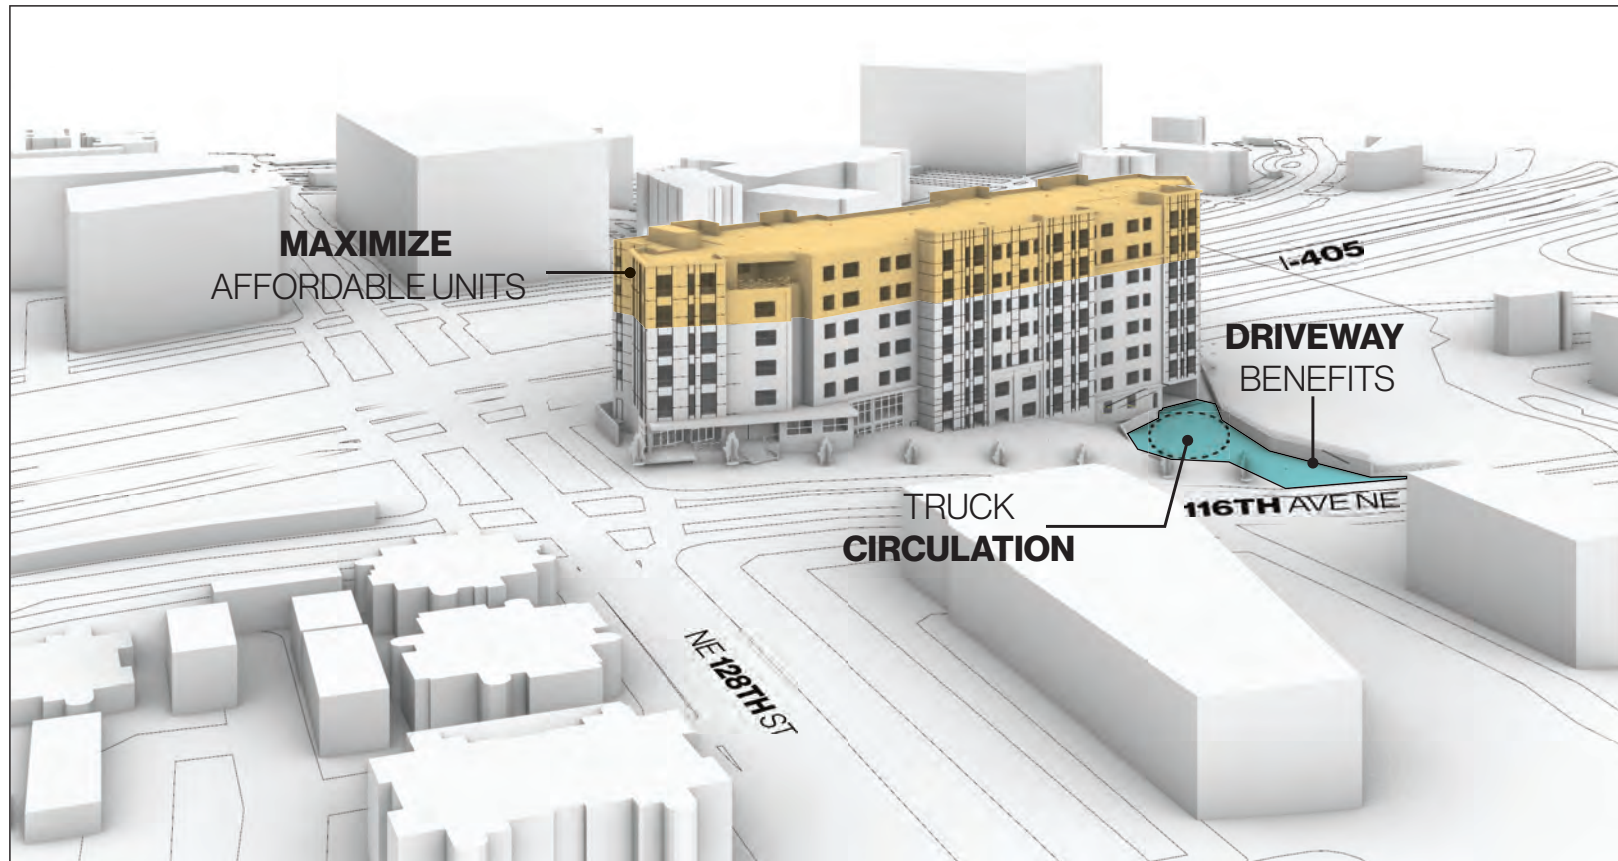 MAXIMIZE
AFFORDABLE UNITS
I-405
DRIVEWAY
BENEFITS
TRUCK
CIRCULATION
116TH AVE NE
NE 128TH ST